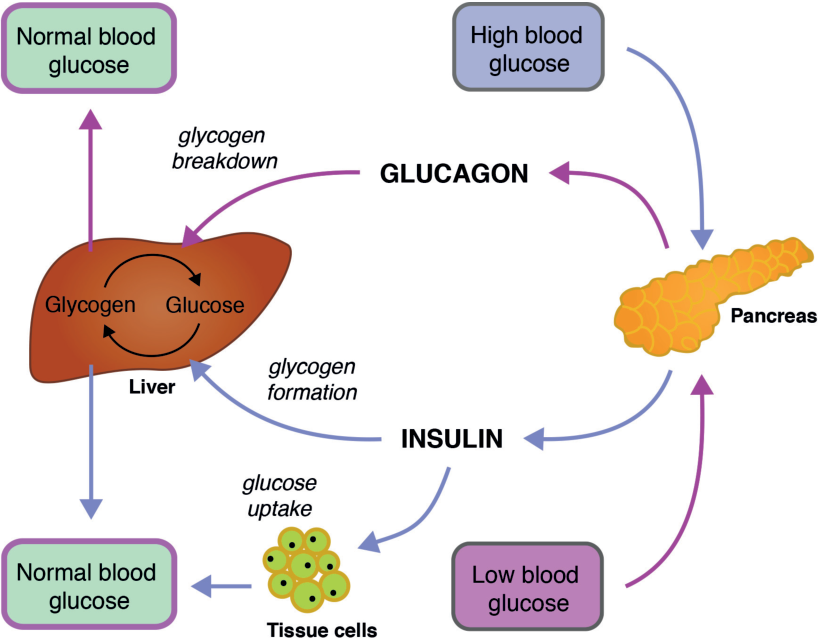 Normal blood
glucose
High blood
glucose
glycogen
breakdown
GLUCAGON
Glycogen
Glucose
Pancreas
Liver
glycogen
formation
INSULIN
glucose
uptake
Normal blood
glucose
Low blood
glucose
Tissue cells